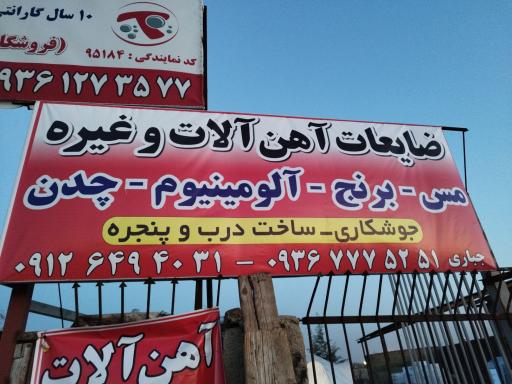 ۱۰ سال گارانتی
(فروشگا
کد نمایندگی : ۹۵۱۸۴
۰۹۳۶ ۱۲۷ ۳۵ ۷۷
ضایعات آهن آلات و غیره
مس - برنج - آلومینیوم - چدن
جوشکاری - ساخت درب و پنجره
جباری ۰۹۳۶ ۷۷۷ ۵۲ ۵۱ - ۰۹۱۲ ۶۴۹ ۴۰ ۳۱
آهن آلات